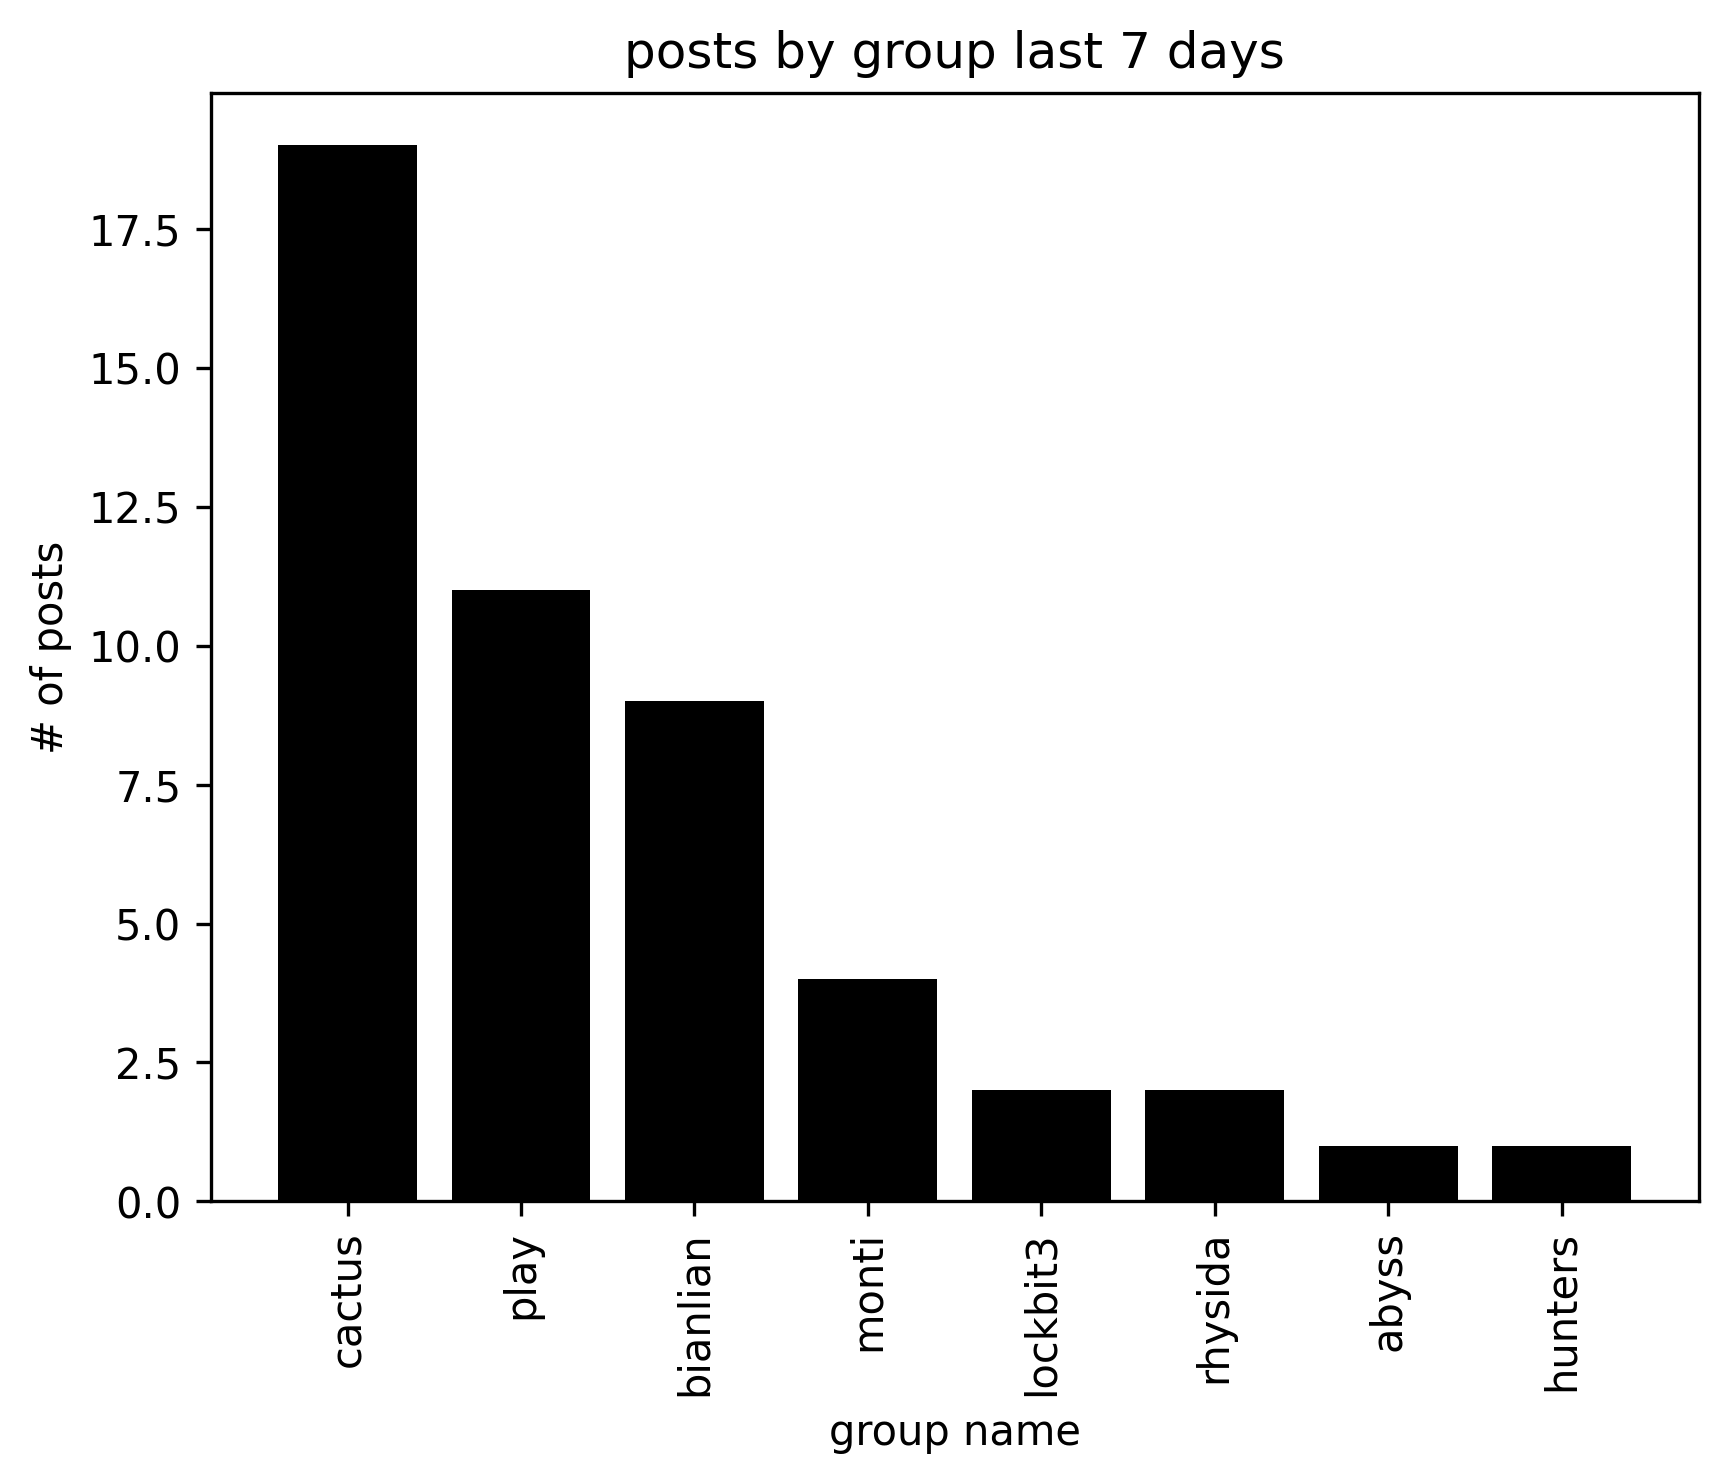 posts by group last 7 days
# of posts
17.5
15.0
12.5
10.0
7.5
5.0
2.5
0.0
cactus
play
bianlian
monti
lockbit3
rhysida
abyss
hunters
group name